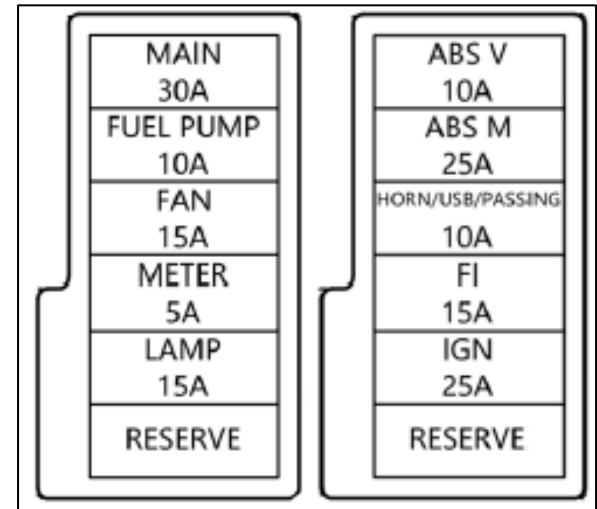 MAIN
30A
FUEL PUMP
10A
FAN
15A
METER
5A
LAMP
15A
RESERVE
ABS V
10A
ABS M
25A
HORN/USB/PASSING
10A
FI
15A
IGN
25A
RESERVE